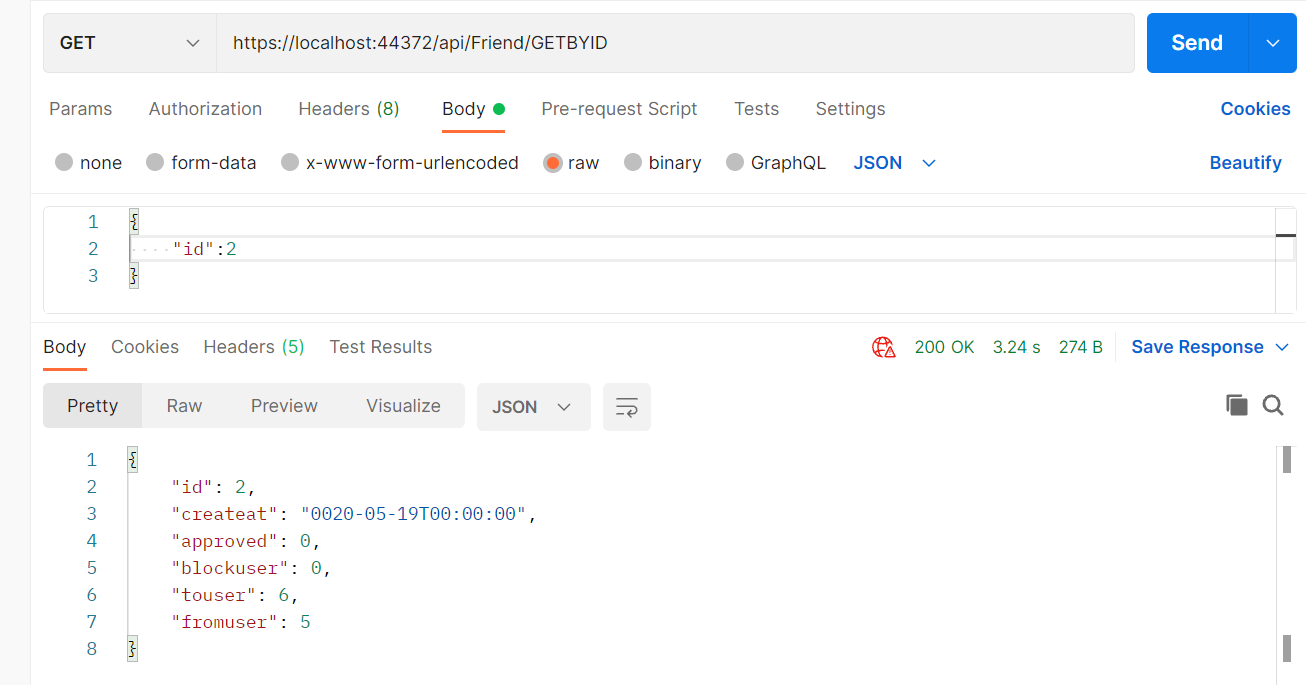 GET https://localhost:44372/api/Friend/GETBYID Send
Params Authorization Headers (8) Body Pre-request Script Tests Settings Cookies
none form-data x-www-form-urlencoded raw binary GraphQL JSON Beautify
1 {
2 "id":2
3 }
Body Cookies Headers (5) Test Results 200 OK 3.24 s 274 B Save Response
Pretty Raw Preview Visualize JSON
1 {
2 "id": 2,
3 "createat": "0020-05-19T00:00:00",
4 "approved": 0,
5 "blockuser": 0,
6 "touser": 6,
7 "fromuser": 5
8 }